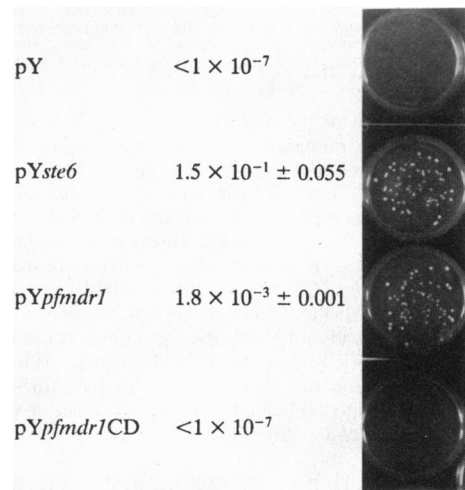 pY <1 × 10⁻⁷
pYste6 1.5 × 10⁻¹ ± 0.055
pYpfmdr1 1.8 × 10⁻³ ± 0.001
pYpfmdr1CD <1 × 10⁻⁷